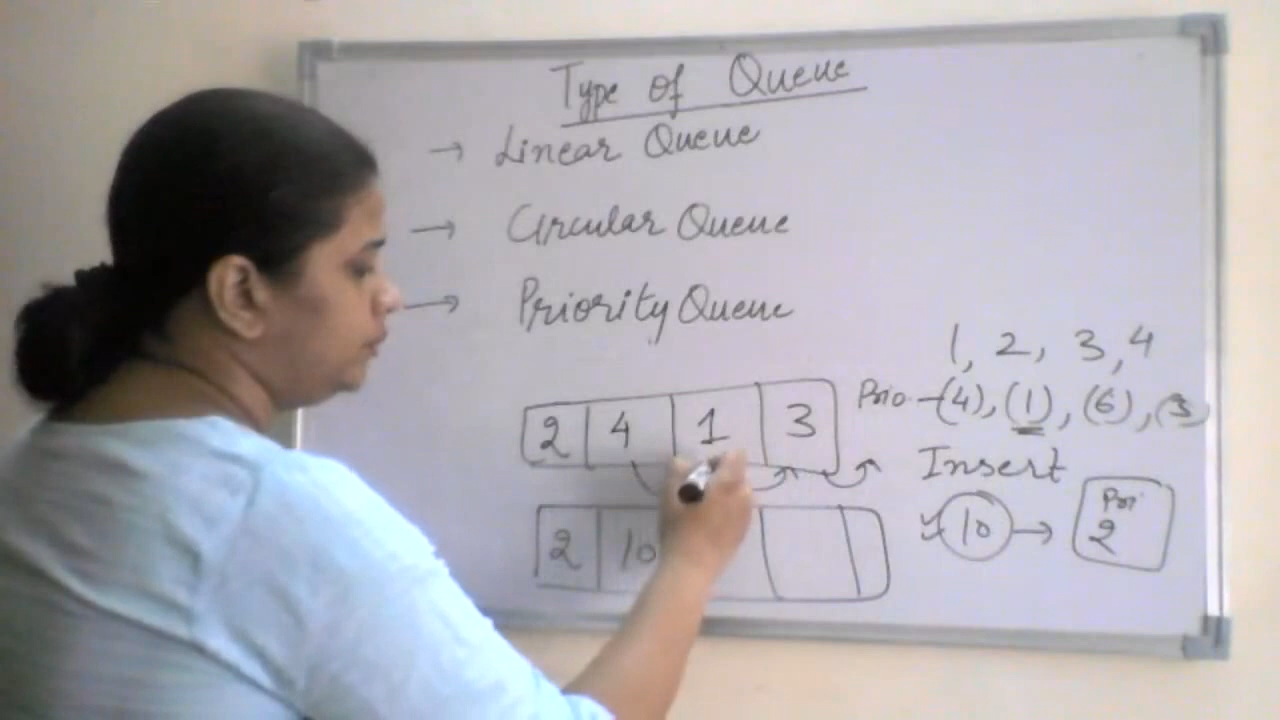 Type of Queue
→ Linear Queue
→ Circular Queue
→ Priority Queue
1, 2, 3, 4
Prio - (4), (1), (6), (3)
2 4 1 3
Insert
10 → Pri 2
2 10